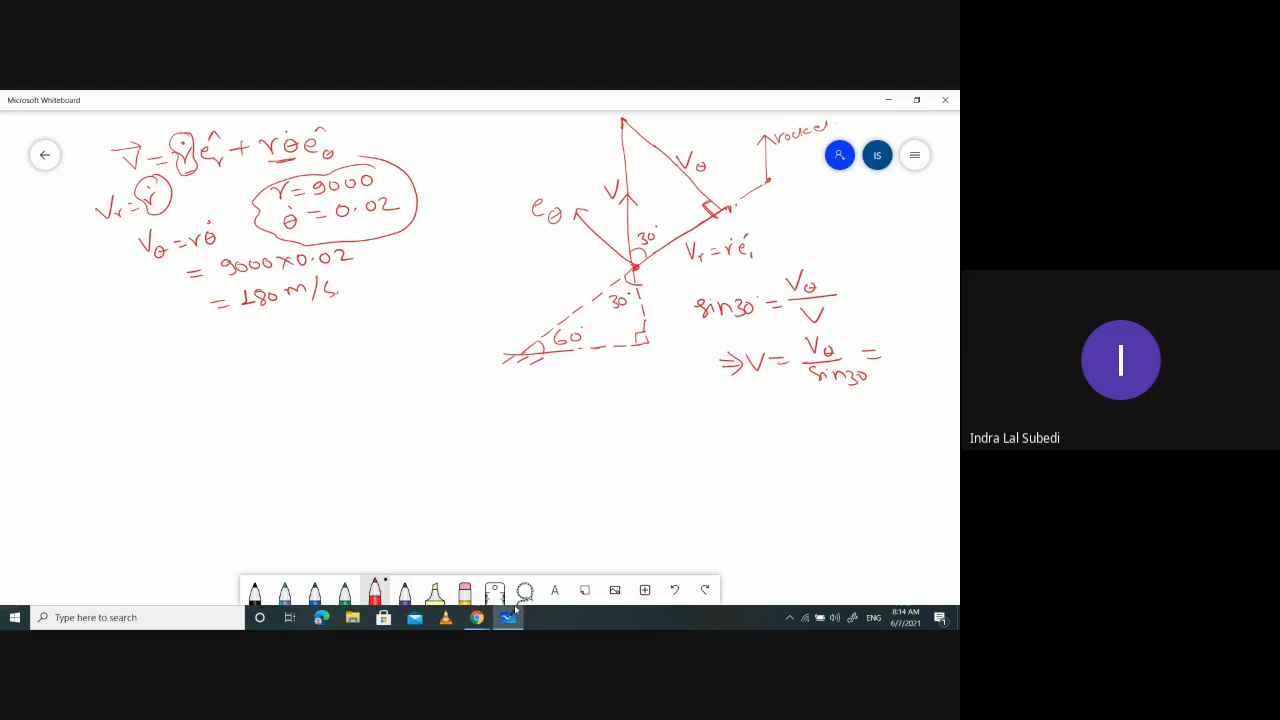 Microsoft Whiteboard
IS
V⃗ = ṙ êr + rθ̇ êθ
Vr = ṙ
r = 9000
θ̇ = 0.02
Vθ = rθ̇
= 9000×0.02
= 180 m/s.
rocket
Vθ
V
eθ
30°
Vr = ṙ êr
30°
60°
sin30° = Vθ/V
⇒ V = Vθ/sin30 =
I
Indra Lal Subedi
A
Type here to search
ENG
8:14 AM
6/7/2021
1